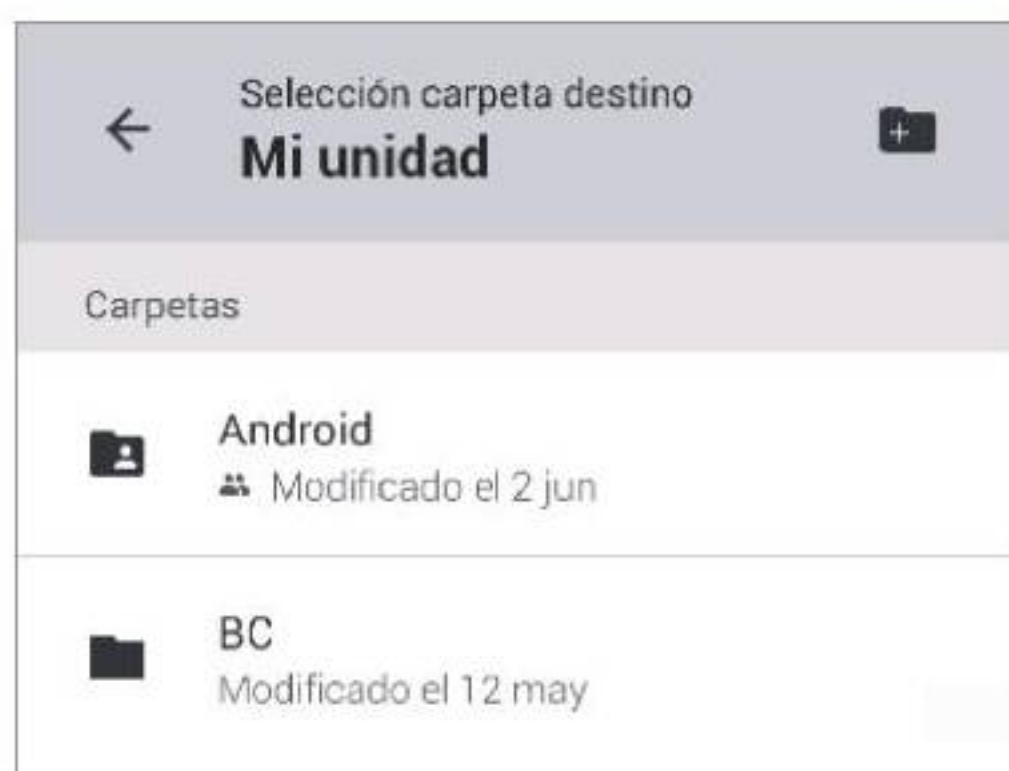 Selección carpeta destino
Mi unidad
Carpetas
Android
Modificado el 2 jun
BC
Modificado el 12 may